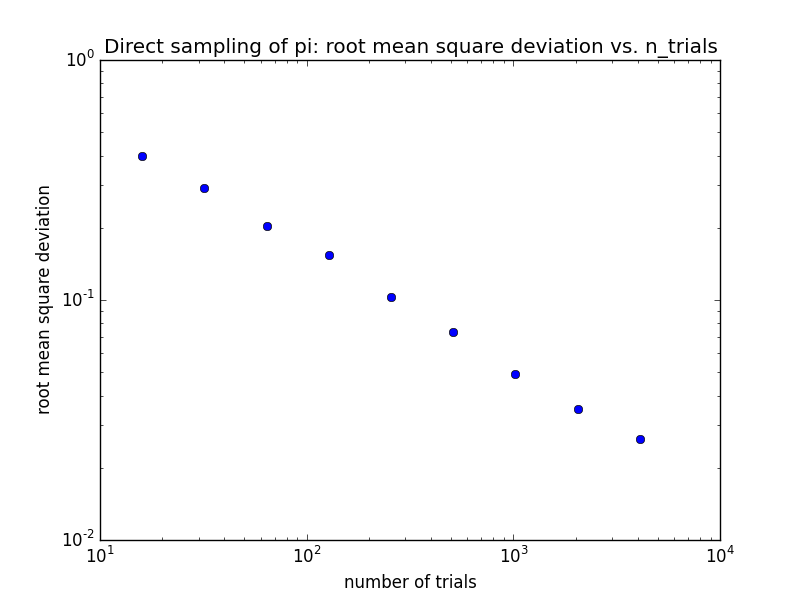 Direct sampling of pi: root mean square deviation vs. n_trials
10^0
10^-1
10^-2
root mean square deviation
10^1
10^2
10^3
10^4
number of trials